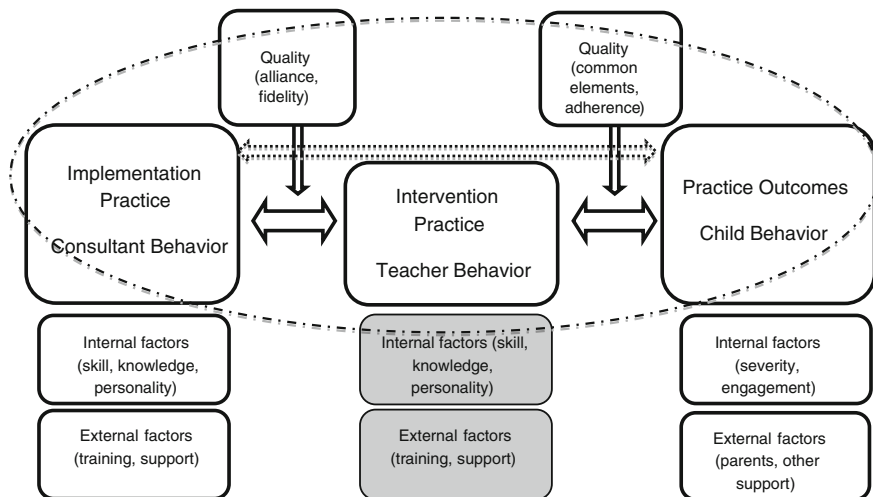 Quality
(alliance,
fidelity)
Quality
(common
elements,
adherence)
Implementation
Practice
Consultant Behavior
Intervention
Practice
Teacher Behavior
Practice Outcomes
Child Behavior
Internal factors
(skill, knowledge,
personality)
Internal factors (skill,
knowledge,
personality)
Internal factors
(severity,
engagement)
External factors
(training, support)
External factors
(training, support)
External factors
(parents, other
support)